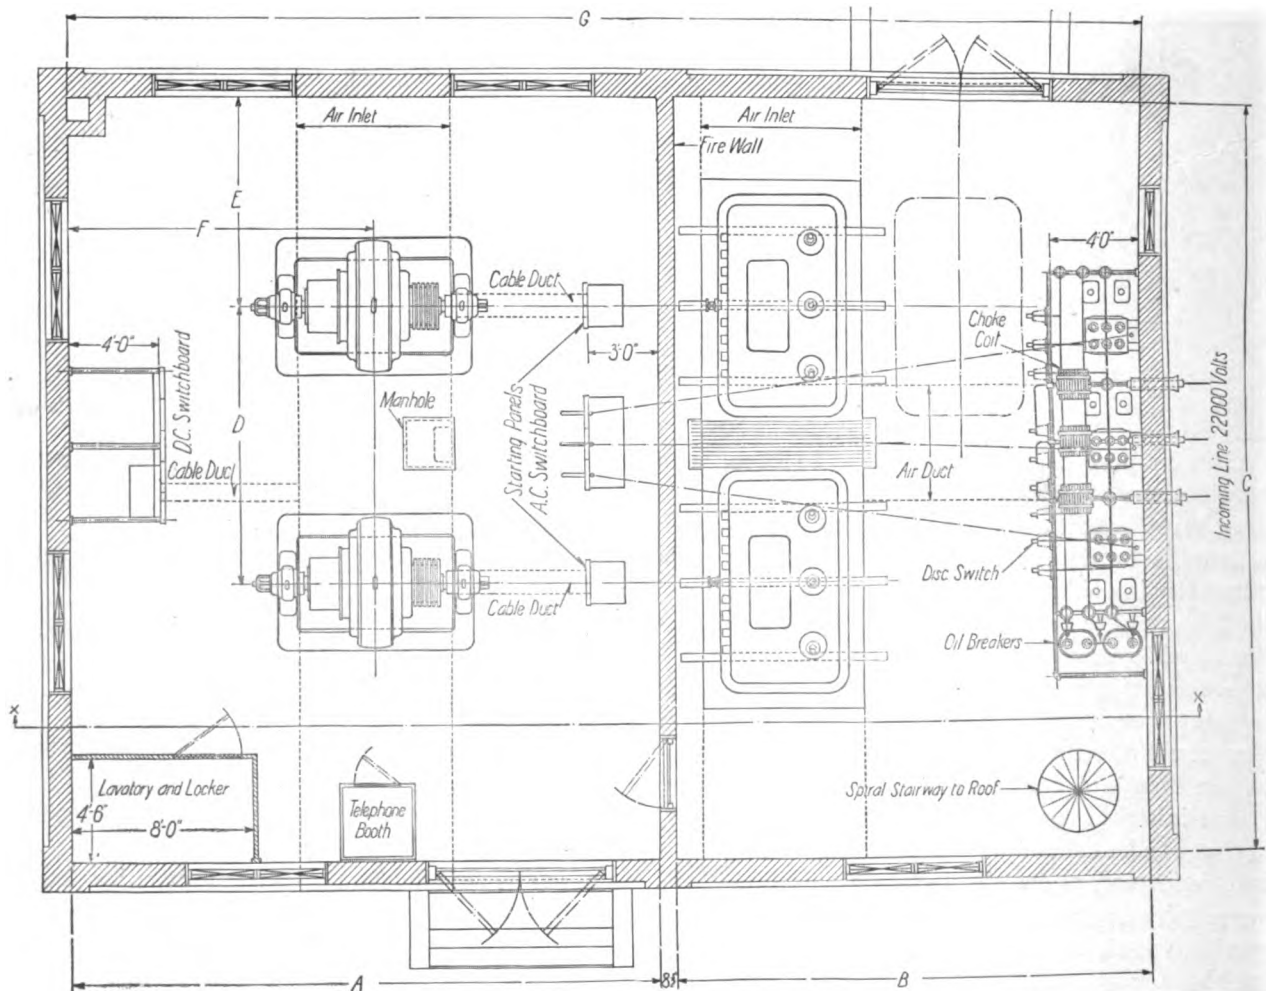 G
Air Inlet
Air Inlet
Fire Wall
E
F
4'-0"
Cable Duct
Choke
Coil
4'-0"
D.C. Switchboard
3'-0"
Manhole
D
Starting Panels
A.C. Switchboard
Incoming Line 22000 Volts
C
Cable Duct
Air Duct
Disc Switch
Cable Duct
Oil Breakers
X
X
Lavatory and Locker
4'-6"
8'-0"
Telephone
Booth
Spiral Stairway to Roof
A
B